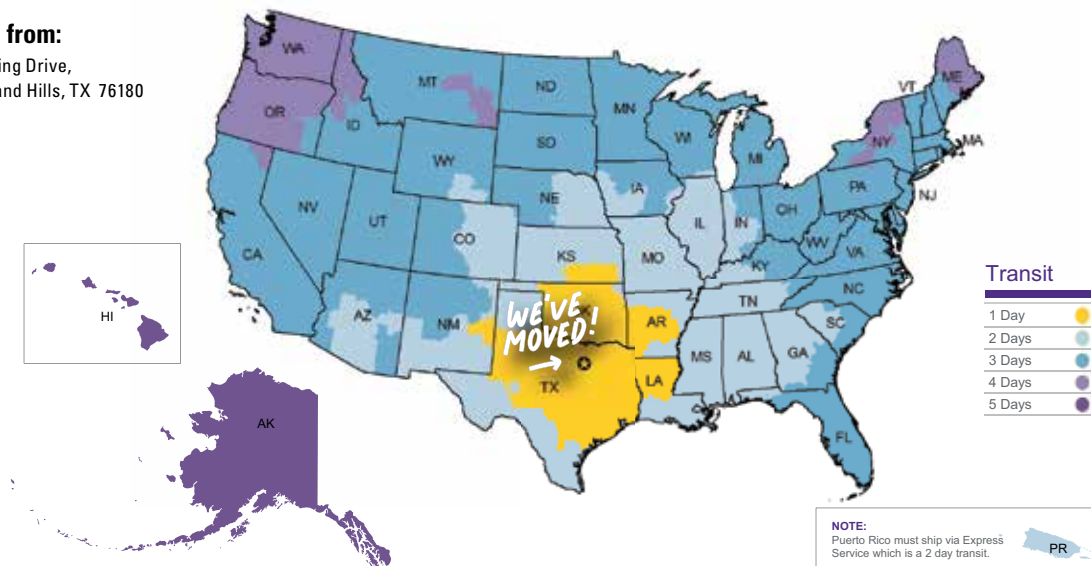 from:
ing Drive,
and Hills, TX 76180
WA
OR
CA
NV
ID
MT
WY
UT
CO
AZ
NM
ND
SD
NE
KS
TX
MN
IA
MO
AR
LA
WI
IL
MI
IN
OH
KY
TN
MS
AL
GA
FL
SC
NC
VA
WV
PA
NY
VT
ME
MA
NJ
HI
AK
WE'VE
MOVED!
Transit
1 Day
2 Days
3 Days
4 Days
5 Days
NOTE:
Puerto Rico must ship via Express
Service which is a 2 day transit.
PR